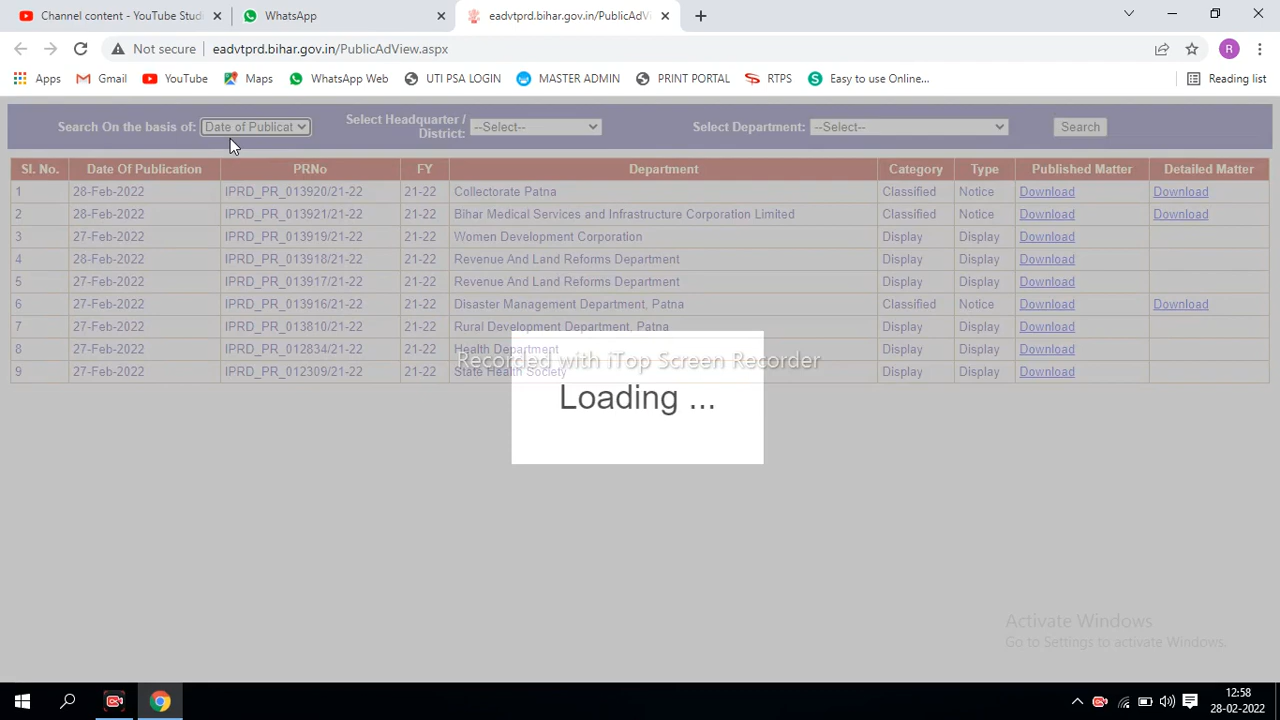 Channel content - YouTube Stud
WhatsApp
eadvtprd.bihar.gov.in/PublicAdV
Not secure
eadvtprd.bihar.gov.in/PublicAdView.aspx
R
Apps
Gmail
YouTube
Maps
WhatsApp Web
UTI PSA LOGIN
MASTER ADMIN
PRINT PORTAL
RTPS
Easy to use Online...
Reading list
Search On the basis of:
Date of Publicat
Select Headquarter /
District:
--Select--
Select Department:
--Select--
Search
Sl. No. Date Of Publication PRNo FY Department Category Type Published Matter Detailed Matter
1 28-Feb-2022 IPRD_PR_013920/21-22 21-22 Collectorate Patna Classified Notice Download Download
2 28-Feb-2022 IPRD_PR_013921/21-22 21-22 Bihar Medical Services and Infrastructure Corporation Limited Classified Notice Download Download
3 27-Feb-2022 IPRD_PR_013919/21-22 21-22 Women Development Corporation Display Display Download
4 28-Feb-2022 IPRD_PR_013918/21-22 21-22 Revenue And Land Reforms Department Display Display Download
5 27-Feb-2022 IPRD_PR_013917/21-22 21-22 Revenue And Land Reforms Department Display Display Download
6 27-Feb-2022 IPRD_PR_013916/21-22 21-22 Disaster Management Department, Patna Classified Notice Download Download
7 27-Feb-2022 IPRD_PR_013810/21-22 21-22 Rural Development Department, Patna Display Display Download
8 27-Feb-2022 IPRD_PR_012834/21-22 21-22 Health Department Display Display Download
9 27-Feb-2022 IPRD_PR_012309/21-22 21-22 State Health Society Display Display Download
Recorded with iTop Screen Recorder
Loading ...
Activate Windows
Go to Settings to activate Windows.
12:58
28-02-2022